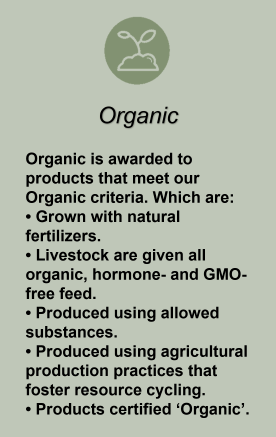 Organic
Organic is awarded to
products that meet our
Organic criteria. Which are:
• Grown with natural
fertilizers.
• Livestock are given all
organic, hormone- and GMO-
free feed.
• Produced using allowed
substances.
• Produced using agricultural
production practices that
foster resource cycling.
• Products certified ‘Organic’.